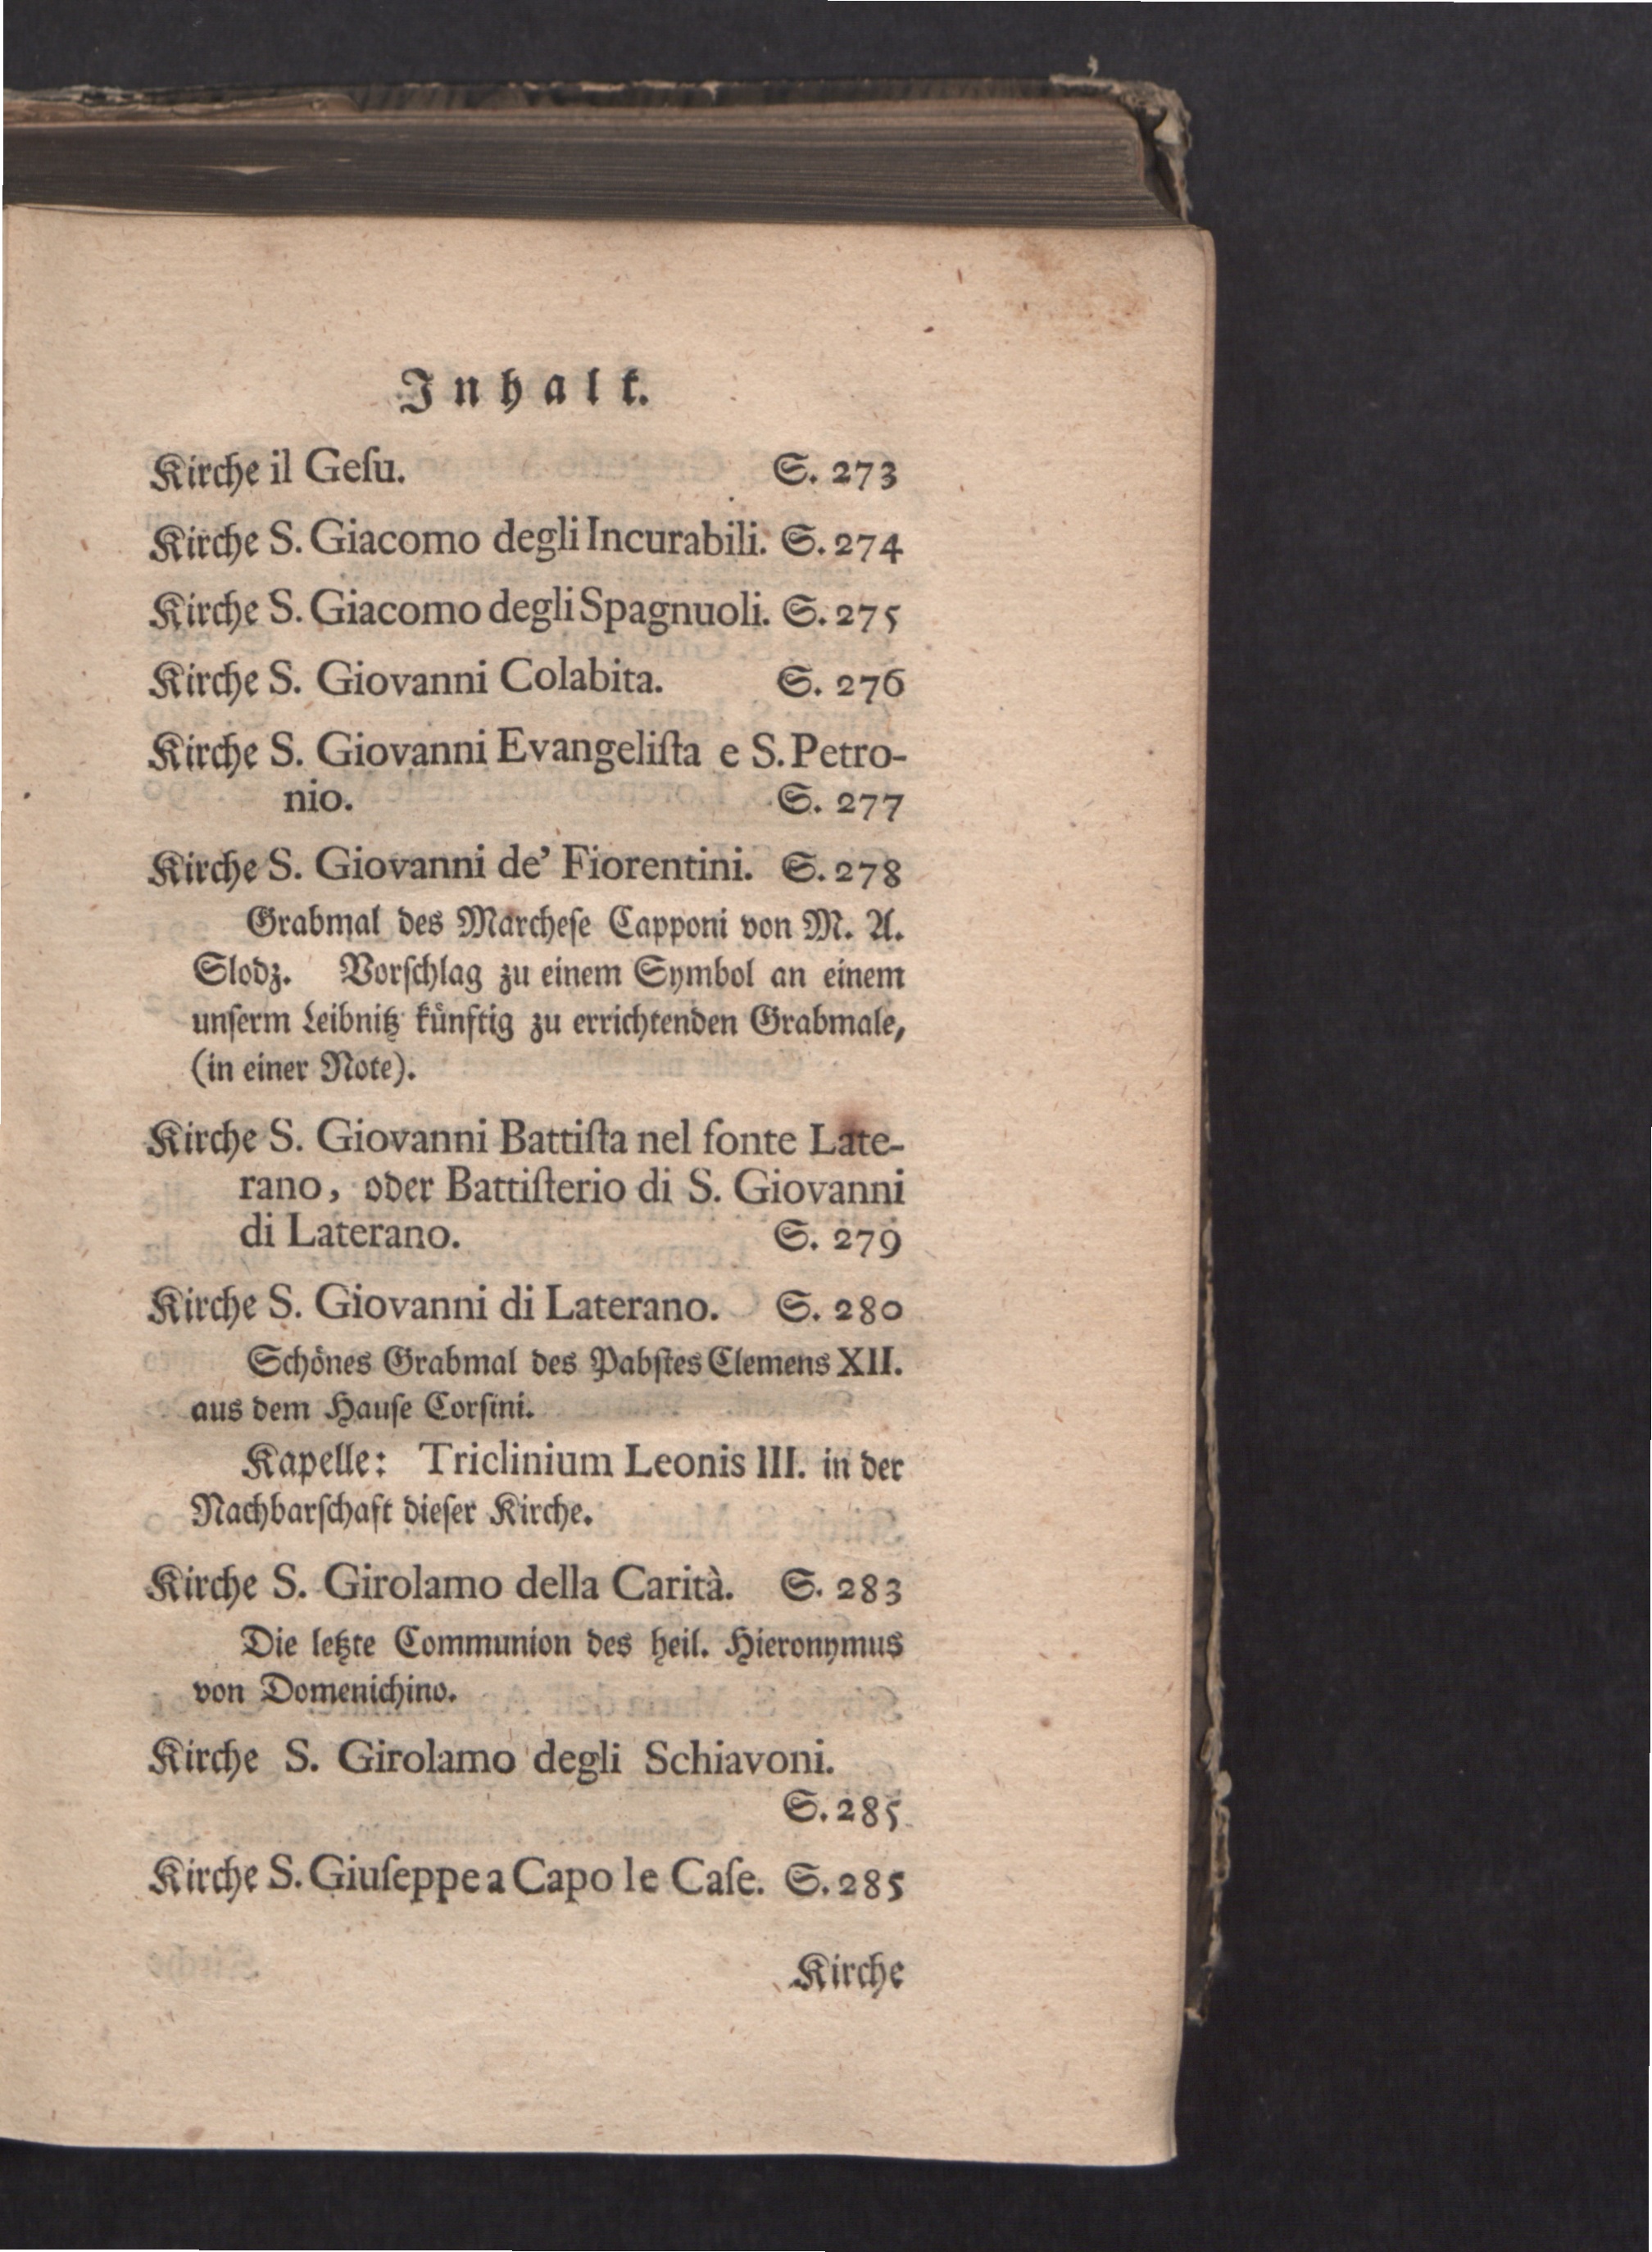 Inhalt.
Kirche il Geſu. S. 273
Kirche S. Giacomo degli Incurabili. S. 274
Kirche S. Giacomo degli Spagnuoli. S. 275
Kirche S. Giovanni Colabita. S. 276
Kirche S. Giovanni Evangeliſta e S. Petro-
nio. S. 277
Kirche S. Giovanni de' Fiorentini. S. 278
Grabmal des Marcheſe Capponi von M. A.
Slodz. Vorſchlag zu einem Symbol an einem
unſerm Leibnitz künftig zu errichtenden Grabmale,
(in einer Note).
Kirche S. Giovanni Battiſta nel fonte Late-
rano, oder Battiſterio di S. Giovanni
di Laterano. S. 279
Kirche S. Giovanni di Laterano. S. 280
Schönes Grabmal des Pabſtes Clemens XII.
aus dem Hauſe Corſini.
Kapelle: Triclinium Leonis III. in der
Nachbarſchaft dieſer Kirche.
Kirche S. Girolamo della Carità. S. 283
Die letzte Communion des heil. Hieronymus
von Domenichino.
Kirche S. Girolamo degli Schiavoni.
S. 285
Kirche S. Giuſeppe a Capo le Caſe. S. 285
Kirche